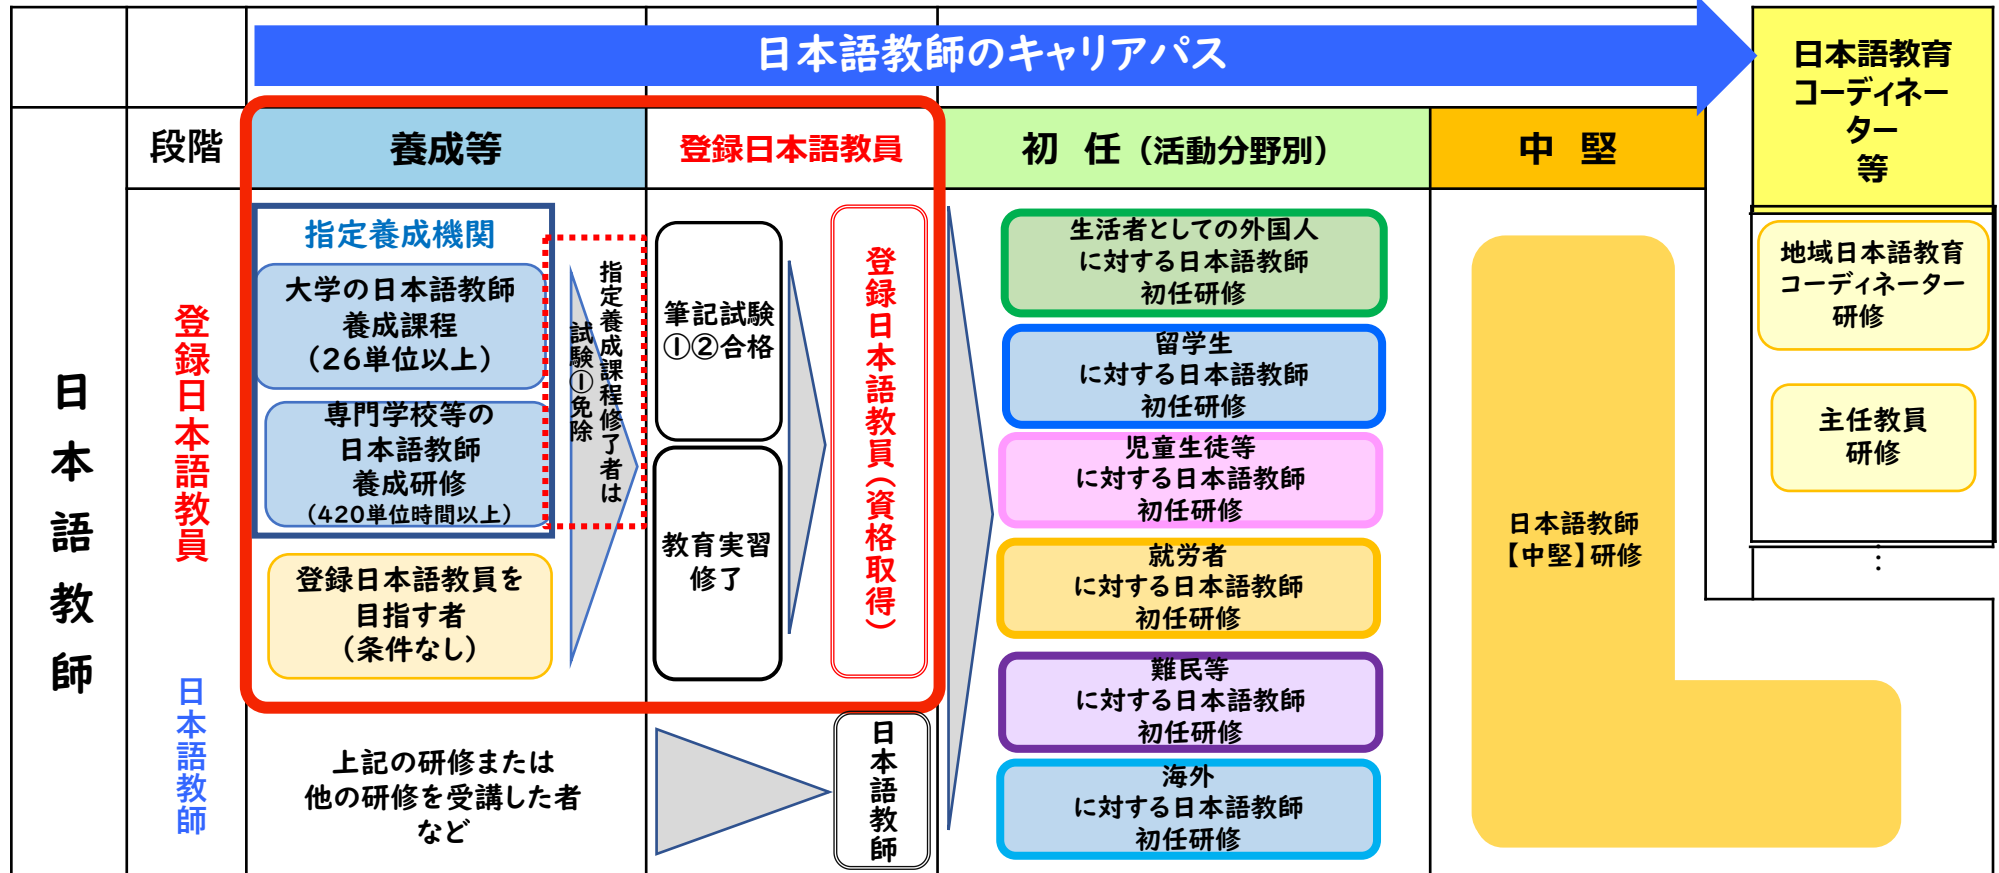 日本語教師のキャリアパス
日本語教育
コーディネー
ター
等
段階
養成等
登録日本語教員
初 任（活動分野別）
中 堅
日本語教師
登録日本語教員
日本語教師
指定養成機関
大学の日本語教師
養成課程
（26単位以上）
専門学校等の
日本語教師
養成研修
（420単位時間以上）
登録日本語教員を
目指す者
（条件なし）
指定養成課程修了者は
試験①免除
筆記試験
①②合格
教育実習
修了
登録日本語教員（資格取得）
上記の研修または
他の研修を受講した者
など
日本語教師
生活者としての外国人
に対する日本語教師
初任研修
留学生
に対する日本語教師
初任研修
児童生徒等
に対する日本語教師
初任研修
就労者
に対する日本語教師
初任研修
難民等
に対する日本語教師
初任研修
海外
に対する日本語教師
初任研修
日本語教師
【中堅】研修
地域日本語教育
コーディネーター
研修
主任教員
研修
…